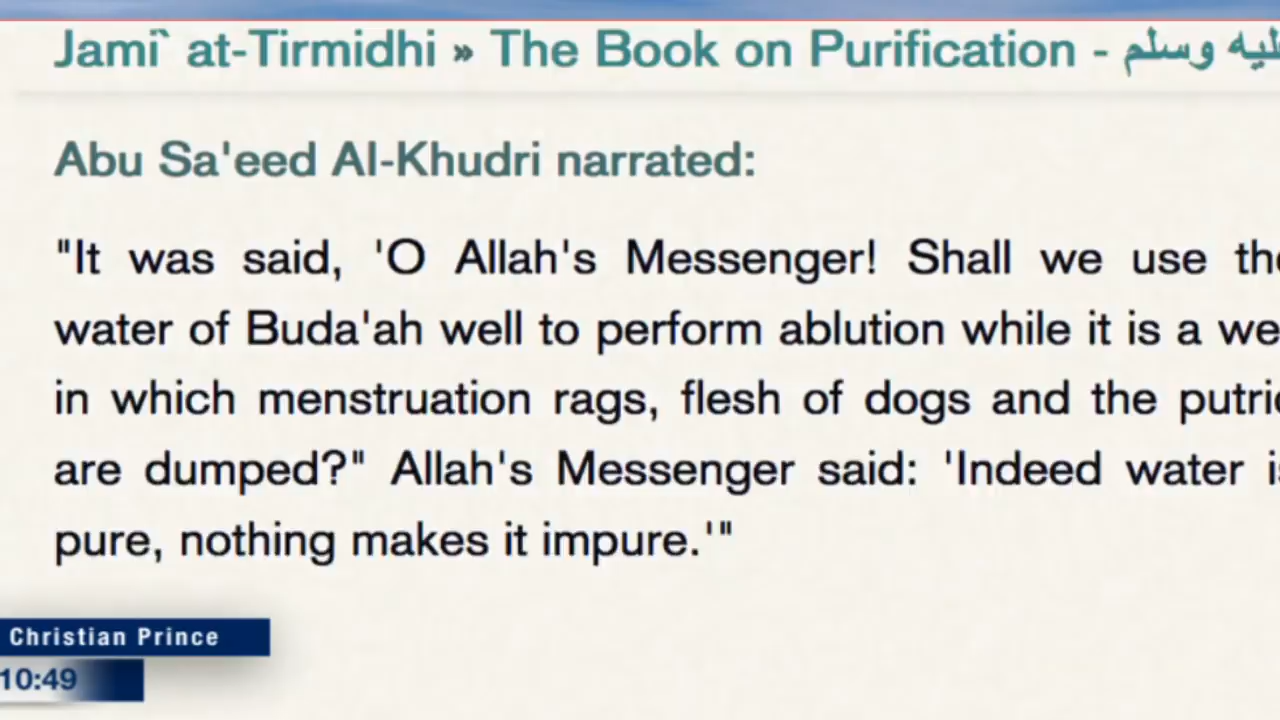 Jami` at-Tirmidhi » The Book on Purification - وسلم
Abu Sa'eed Al-Khudri narrated:
"It was said, 'O Allah's Messenger! Shall we use
water of Buda'ah well to perform ablution while it is a
in which menstruation rags, flesh of dogs and the
are dumped?" Allah's Messenger said: 'Indeed water
pure, nothing makes it impure.'"
Christian Prince
10:49